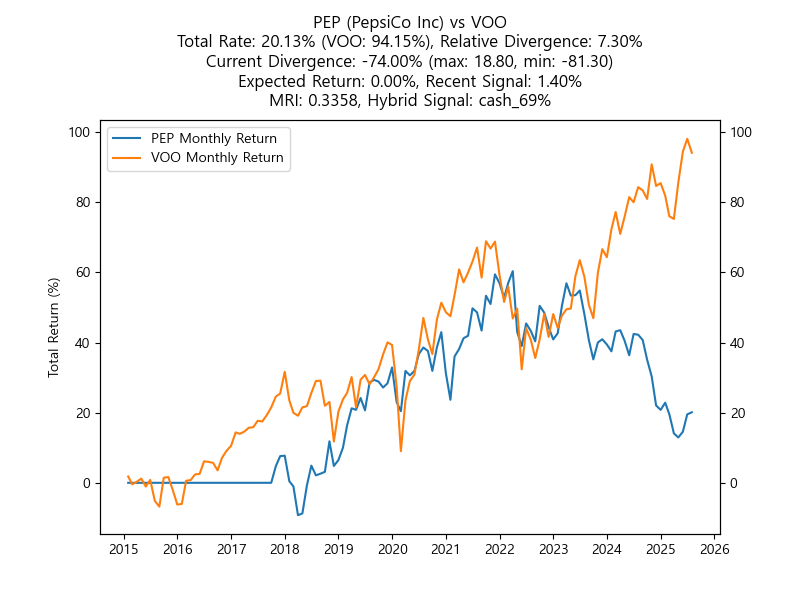 PEP (PepsiCo Inc) vs VOO
Total Rate: 20.13% (VOO: 94.15%), Relative Divergence: 7.30%
Current Divergence: -74.00% (max: 18.80, min: -81.30)
Expected Return: 0.00%, Recent Signal: 1.40%
MRI: 0.3358, Hybrid Signal: cash_69%
PEP Monthly Return
VOO Monthly Return
Total Return (%)
100
80
60
40
20
0
100
80
60
40
20
0
2015 2016 2017 2018 2019 2020 2021 2022 2023 2024 2025 2026